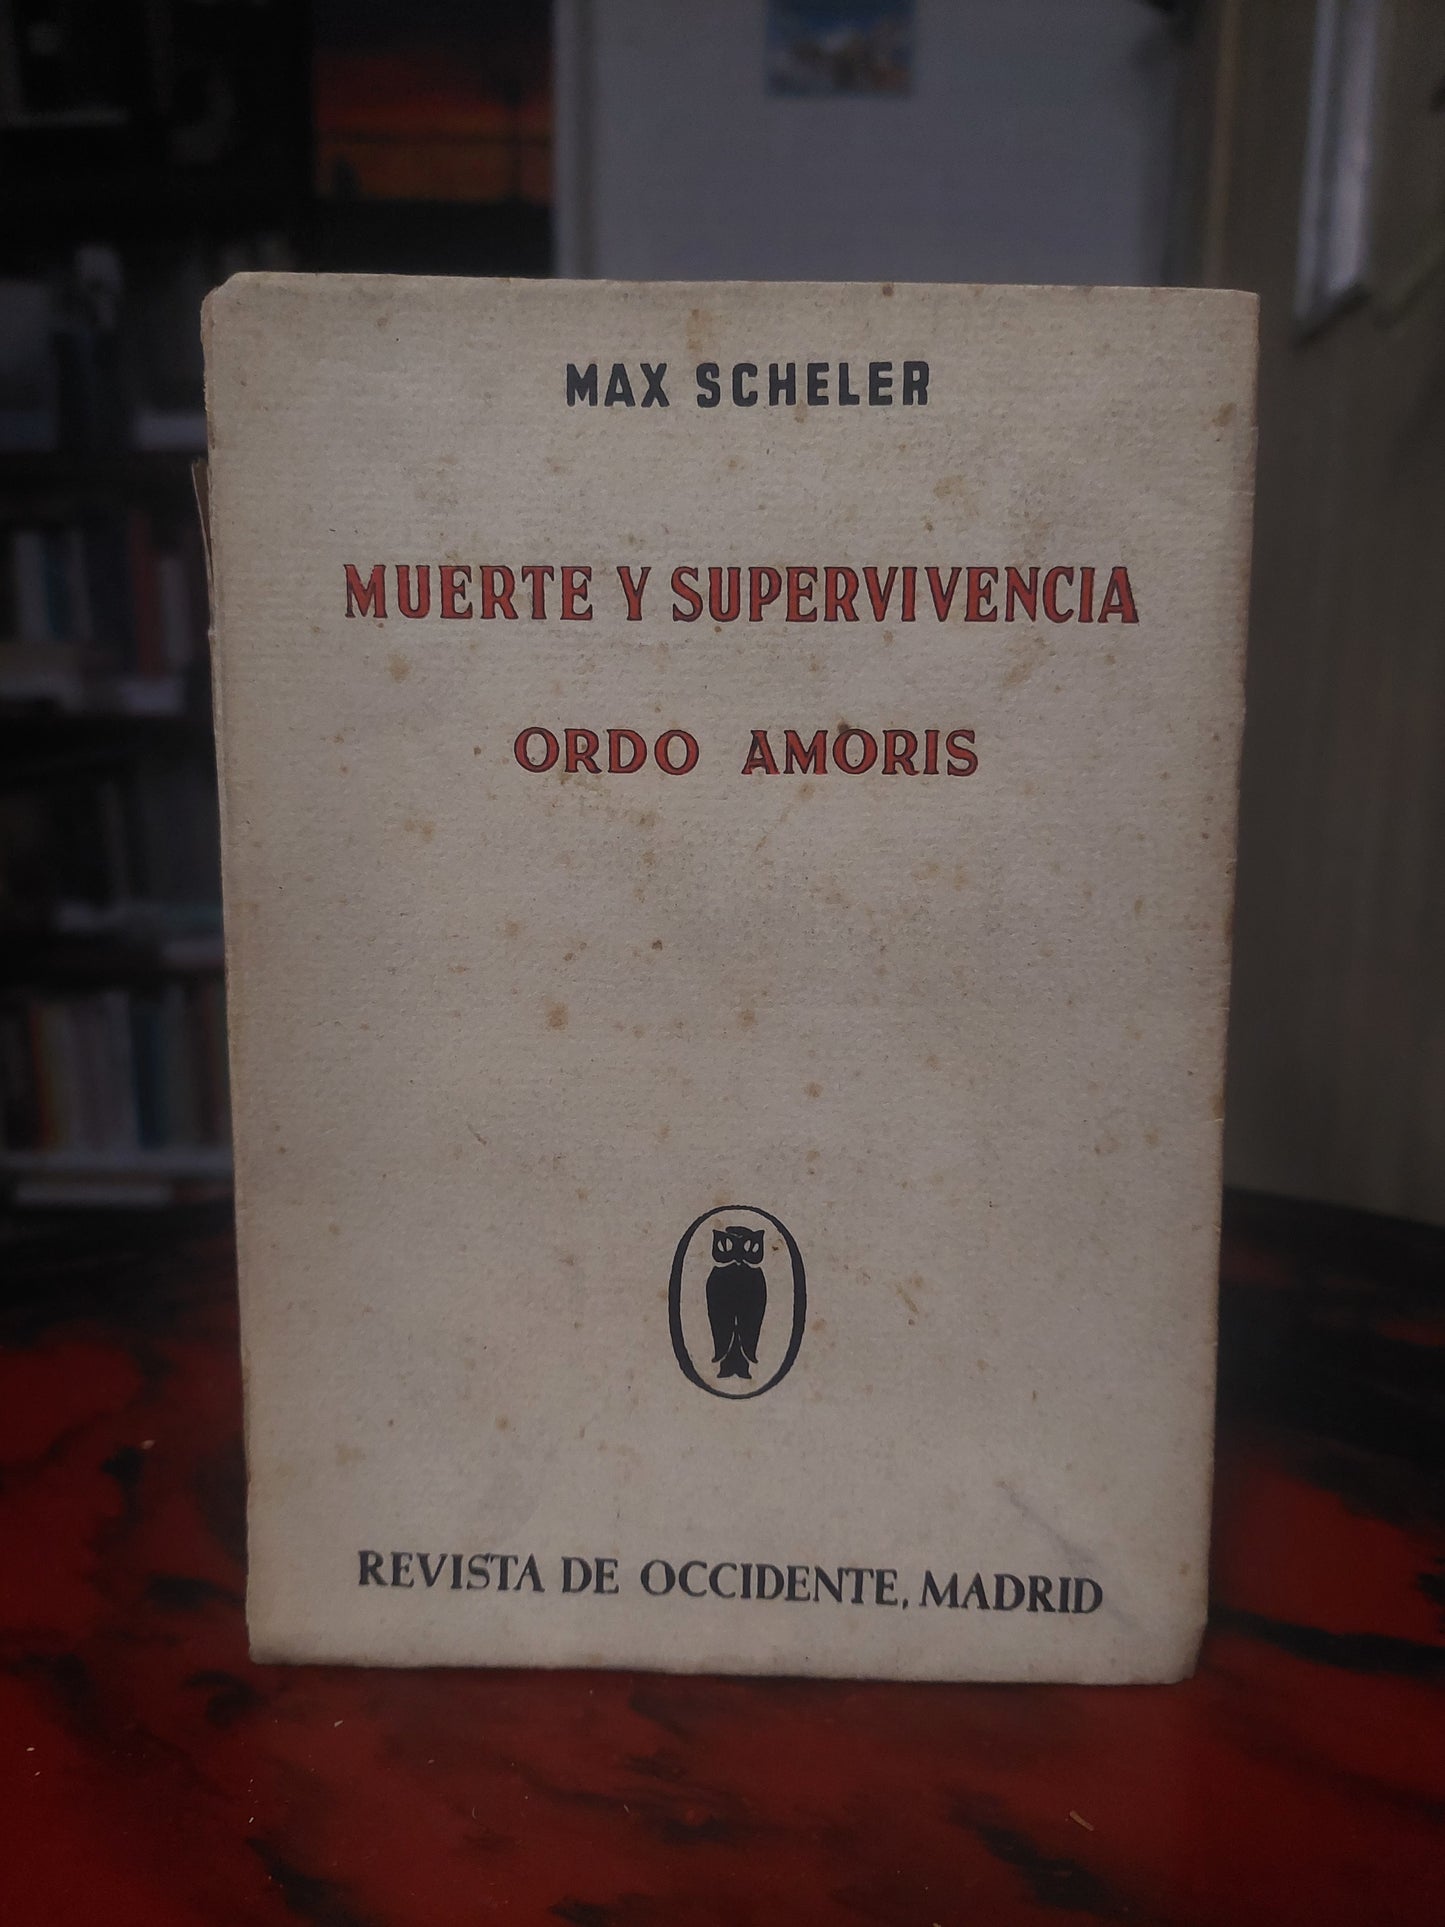 MAX SCHELER
MUERTE Y SUPERVIVENCIA
ORDO AMORIS
REVISTA DE OCCIDENTE, MADRID